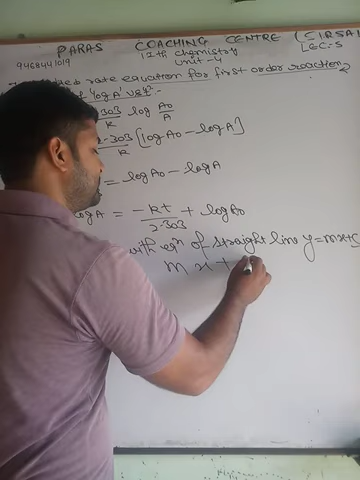 PARAS COACHING CENTRE (SIRSA)
9468441019 12th chemistry LEC-5
unit-4
rate equation for first order reaction
log A' vs 't' :-
2.303/k log A₀/A
2.303/k [log A₀ - log A]
= log A₀ - log A
log A = -kt/2.303 + log A₀
with eqⁿ of straight line y=mx+c
m x +